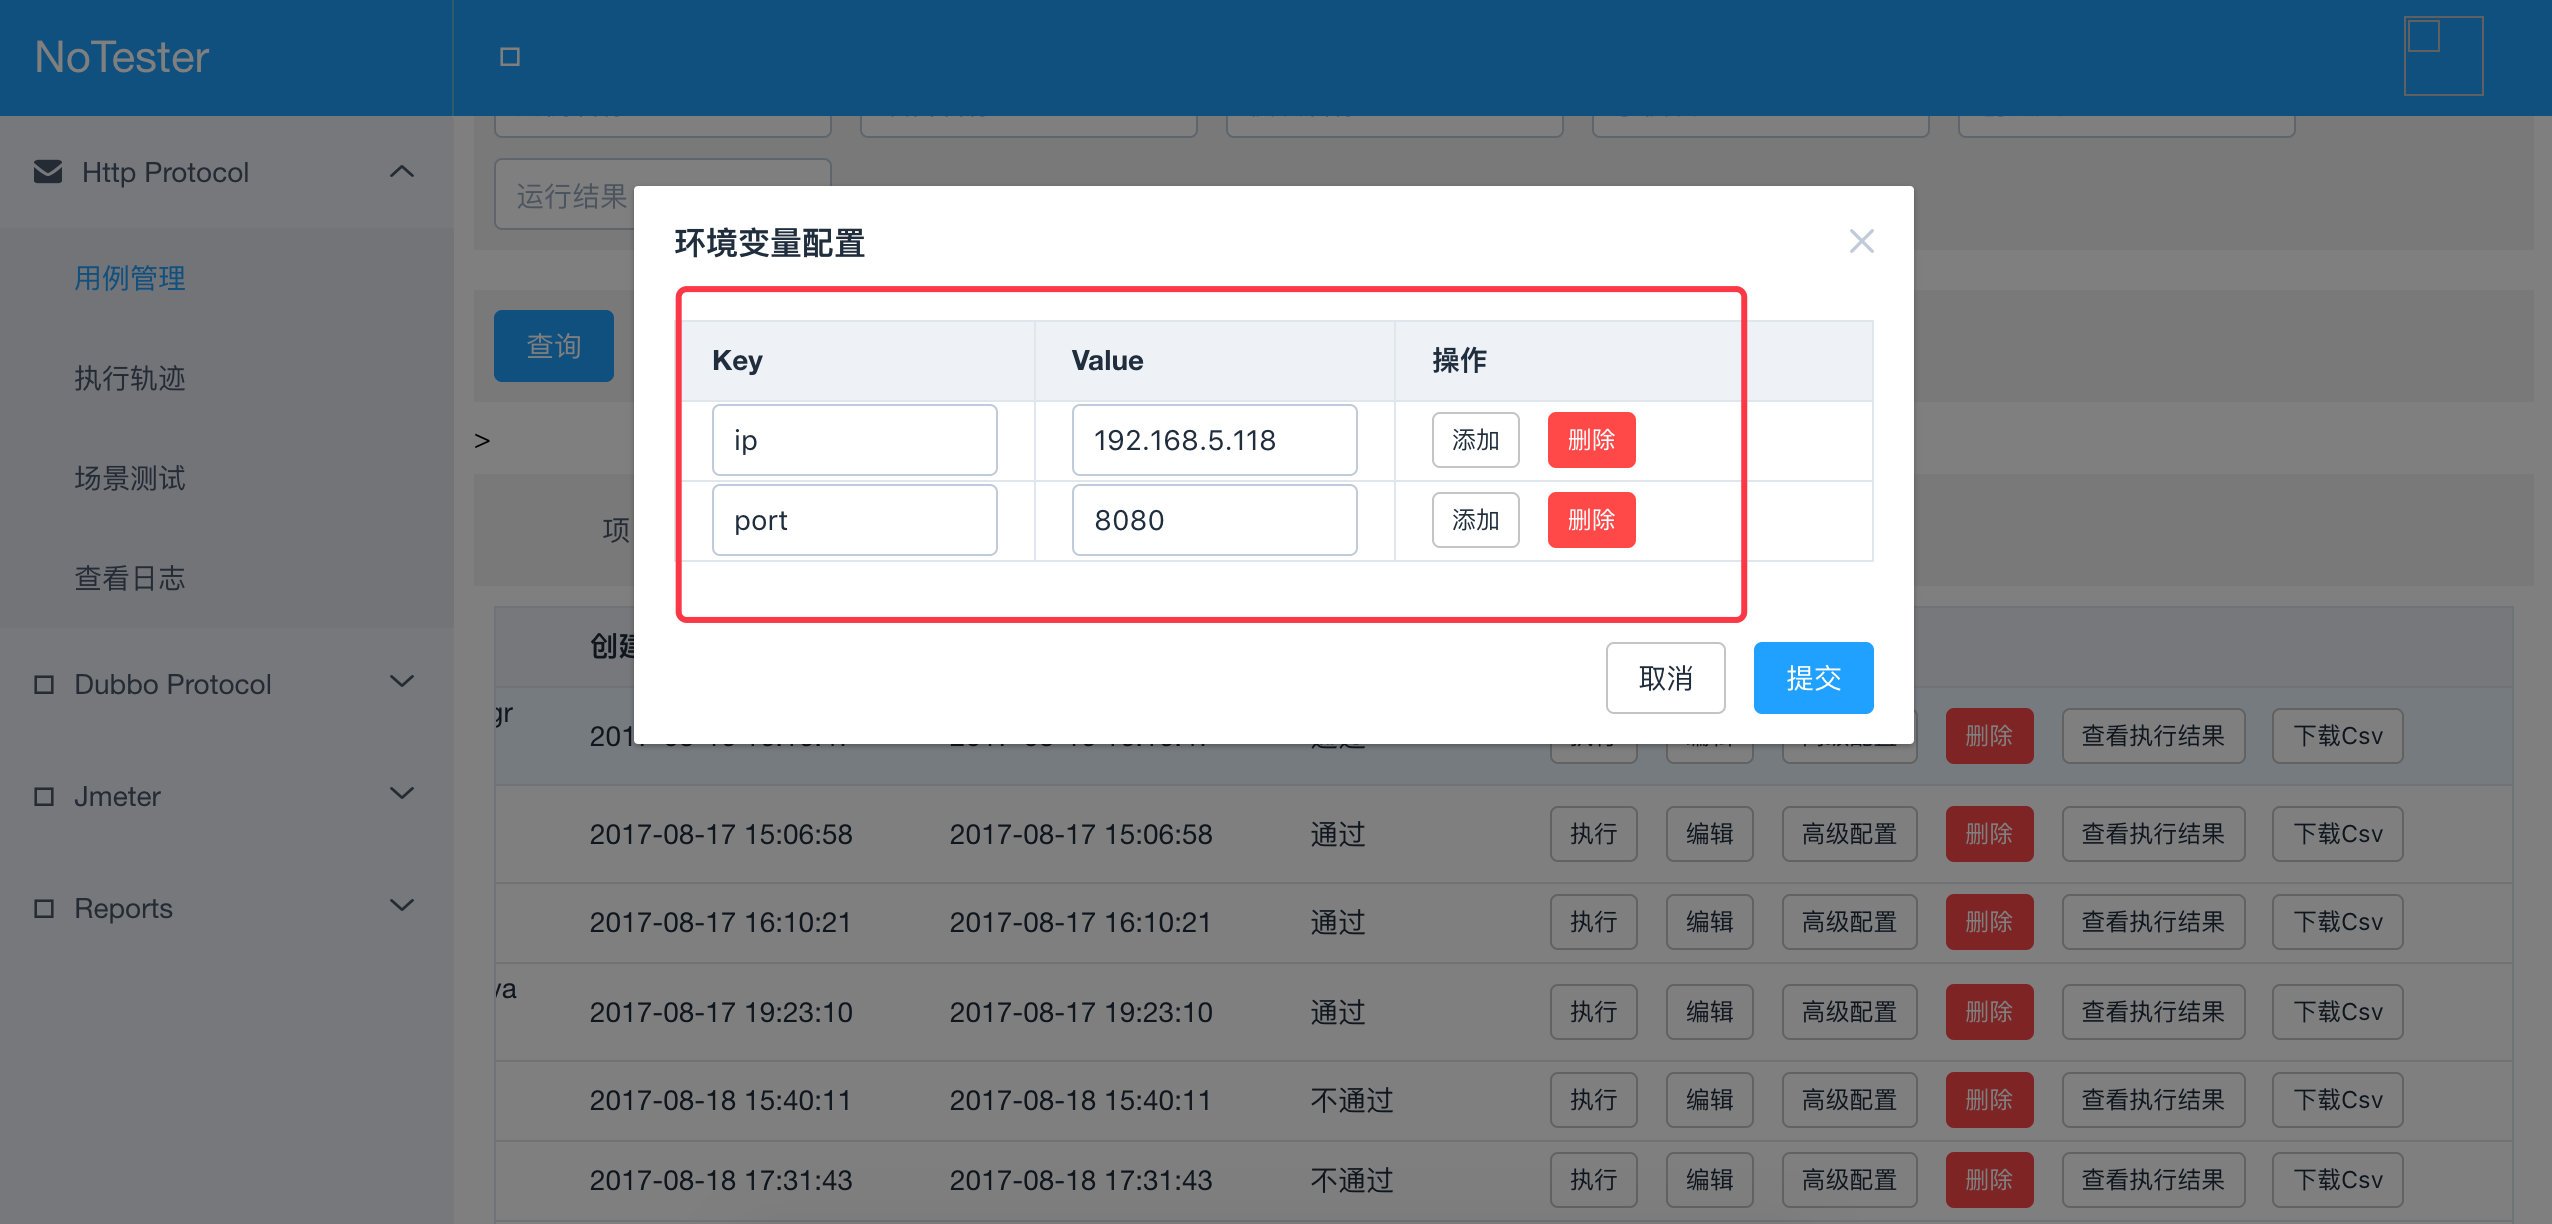 NoTester
Http Protocol
用例管理
执行轨迹
场景测试
查看日志
Dubbo Protocol
Jmeter
Reports
运行结果
查询
>
项
环境变量配置
Key Value 操作
ip 192.168.5.118 添加 删除
port 8080 添加 删除
取消 提交
创建
gr
删除 查看执行结果 下载Csv
2017-08-17 15:06:58 2017-08-17 15:06:58 通过 执行 编辑 高级配置 删除 查看执行结果 下载Csv
2017-08-17 16:10:21 2017-08-17 16:10:21 通过 执行 编辑 高级配置 删除 查看执行结果 下载Csv
va
2017-08-17 19:23:10 2017-08-17 19:23:10 通过 执行 编辑 高级配置 删除 查看执行结果 下载Csv
2017-08-18 15:40:11 2017-08-18 15:40:11 不通过 执行 编辑 高级配置 删除 查看执行结果 下载Csv
2017-08-18 17:31:43 2017-08-18 17:31:43 不通过 执行 编辑 高级配置 删除 查看执行结果 下载Csv